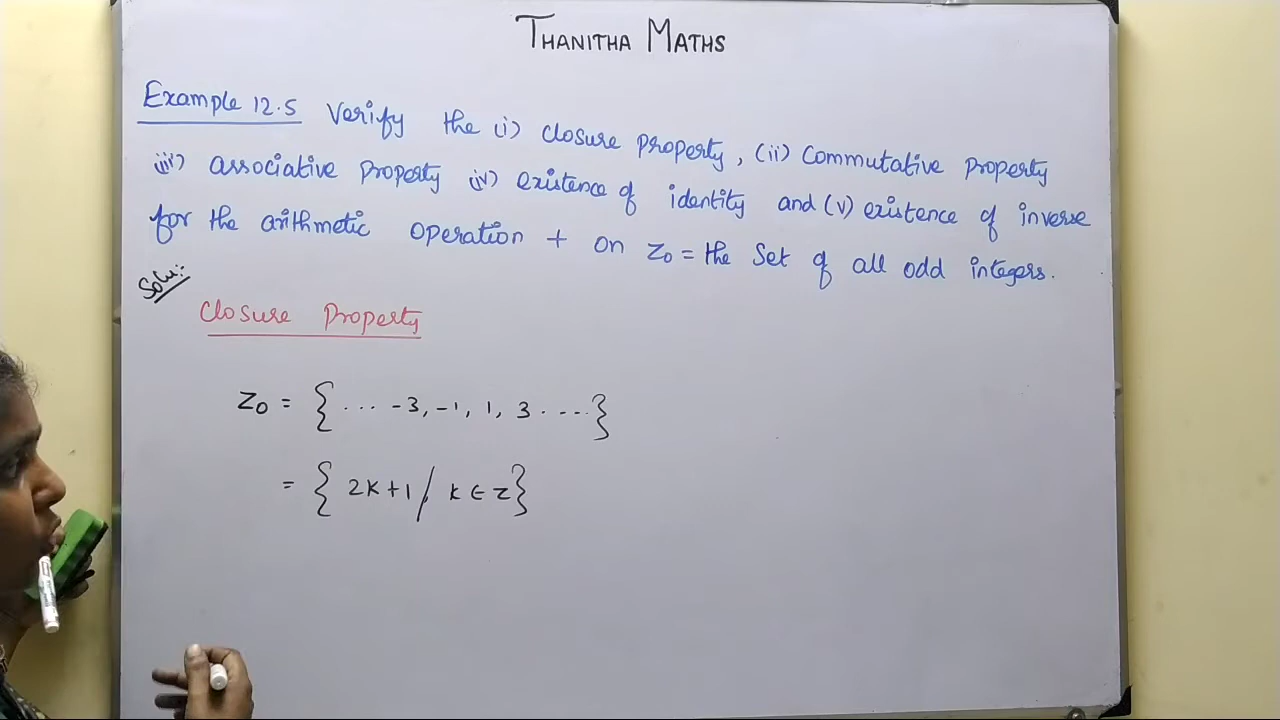 THANITHA MATHS
Example 12.5 Verify the (i) closure property, (ii) commutative property
iii) associative property iv) existence of identity and (v) existence of inverse
for the arithmetic operation + on Z₀ = the set of all odd integers.
Solu:-
Closure Property
Z₀ = { ... -3, -1, 1, 3 .... }
= { 2K+1 / K ∈ Z }